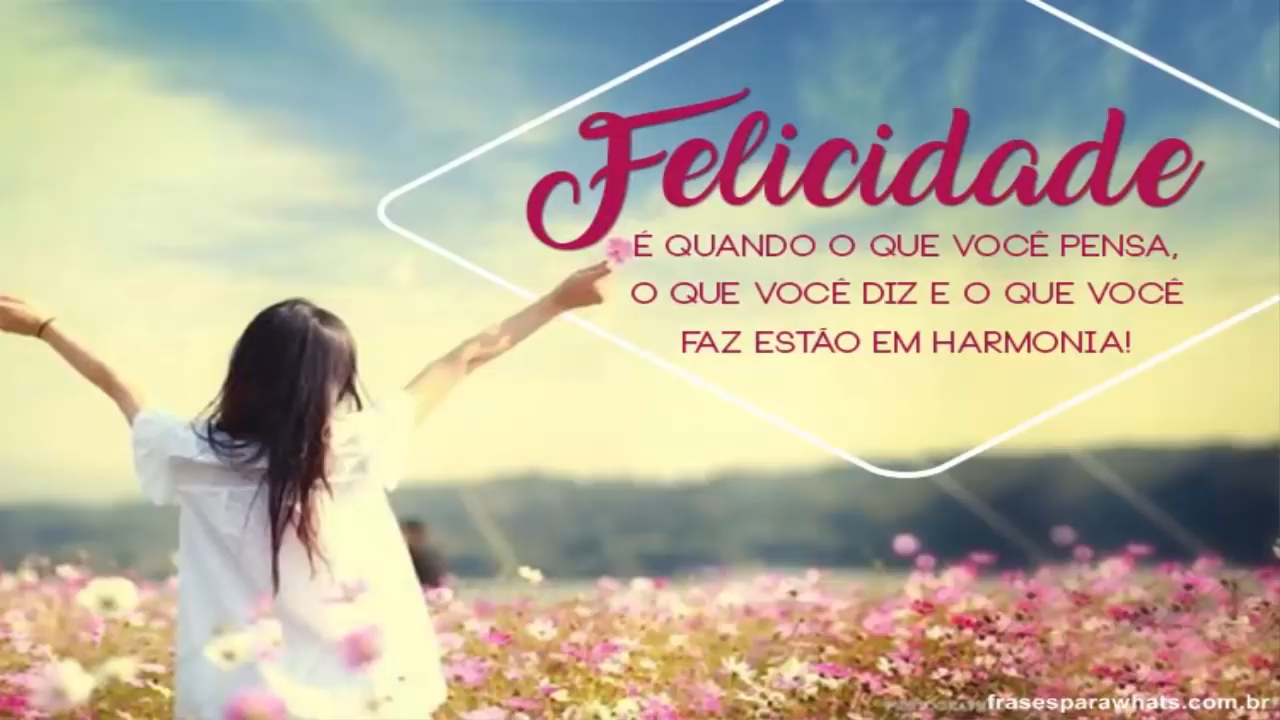 Felicidade
É QUANDO O QUE VOCÊ PENSA,
O QUE VOCÊ DIZ E O QUE VOCÊ
FAZ ESTÃO EM HARMONIA!
frasesparawhats.com.br